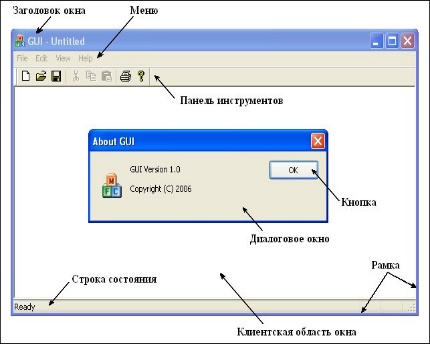 Заголовок окна
Меню
GUI - Untitled
File Edit View Help
Панель инструментов
About GUI
M
F C
GUI Version 1.0
OK
Copyright (C) 2006
Кнопка
Диалоговое окно
Рамка
Строка состояния
Ready
Клиентская область окна